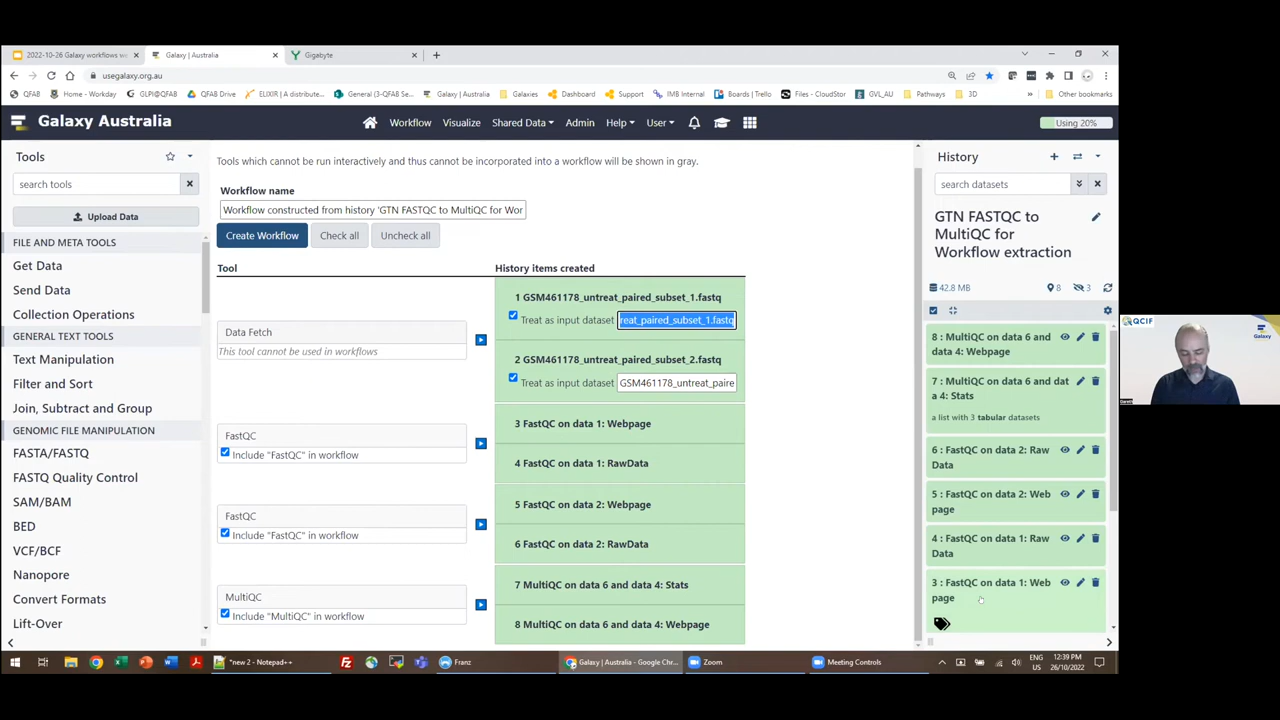 2022-10-26 Galaxy workflows we
Galaxy | Australia
Gigabyte
usegalaxy.org.au
QFAB
Home - Workday
GLPI@QFAB
QFAB Drive
ELIXIR | A distribute...
General (3-QFAB Se...
Galaxy | Australia
Galaxies
Dashboard
Support
IMB Internal
Boards | Trello
Files - CloudStor
GVL_AU
Pathways
3D
Other bookmarks
Galaxy Australia
Workflow
Visualize
Shared Data
Admin
Help
User
Using 20%
Tools
search tools
Upload Data
FILE AND META TOOLS
Get Data
Send Data
Collection Operations
GENERAL TEXT TOOLS
Text Manipulation
Filter and Sort
Join, Subtract and Group
GENOMIC FILE MANIPULATION
FASTA/FASTQ
FASTQ Quality Control
SAM/BAM
BED
VCF/BCF
Nanopore
Convert Formats
Lift-Over
Tools which cannot be run interactively and thus cannot be incorporated into a workflow will be shown in gray.
Workflow name
Workflow constructed from history 'GTN FASTQC to MultiQC for Wor
Create Workflow
Check all
Uncheck all
Tool
History items created
Data Fetch
This tool cannot be used in workflows
1 GSM461178_untreat_paired_subset_1.fastq
Treat as input dataset
reat_paired_subset_1.fastq
2 GSM461178_untreat_paired_subset_2.fastq
Treat as input dataset
GSM461178_untreat_paire
FastQC
Include "FastQC" in workflow
3 FastQC on data 1: Webpage
4 FastQC on data 1: RawData
FastQC
Include "FastQC" in workflow
5 FastQC on data 2: Webpage
6 FastQC on data 2: RawData
MultiQC
Include "MultiQC" in workflow
7 MultiQC on data 6 and data 4: Stats
8 MultiQC on data 6 and data 4: Webpage
History
search datasets
GTN FASTQC to
MultiQC for
Workflow extraction
42.8 MB
8
3
8 : MultiQC on data 6 and
data 4: Webpage
7 : MultiQC on data 6 and dat
a 4: Stats
a list with 3 tabular datasets
6 : FastQC on data 2: Raw
Data
5 : FastQC on data 2: Web
page
4 : FastQC on data 1: Raw
Data
3 : FastQC on data 1: Web
page
QCIF
Galaxy
*new 2 - Notepad++
Franz
Galaxy | Australia - Google Chr...
Zoom
Meeting Controls
ENG
US
12:39 PM
26/10/2022